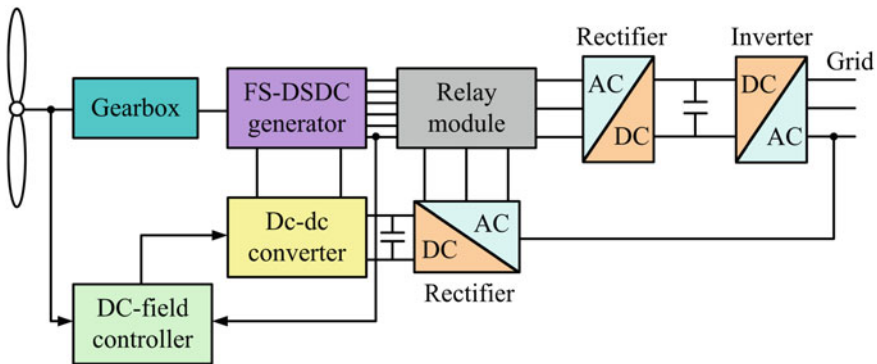 Rectifier
Inverter
Grid
Gearbox
FS-DSDC
generator
Relay
module
AC
DC
DC
AC
Dc-dc
converter
AC
DC
Rectifier
DC-field
controller